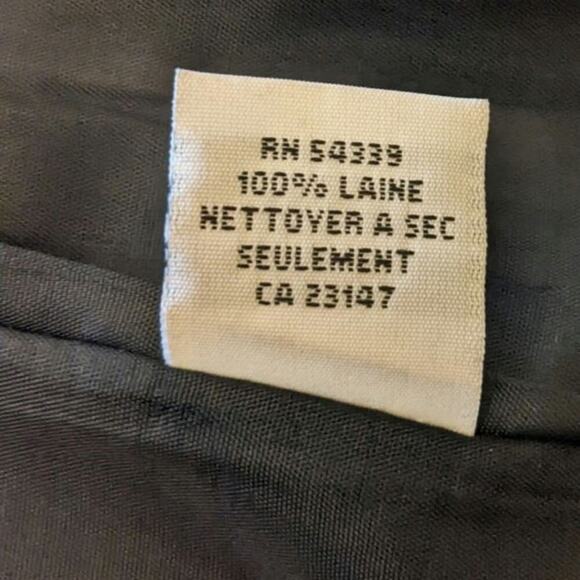 RN 54339
100% LAINE
NETTOYER A SEC
SEULEMENT
CA 23147